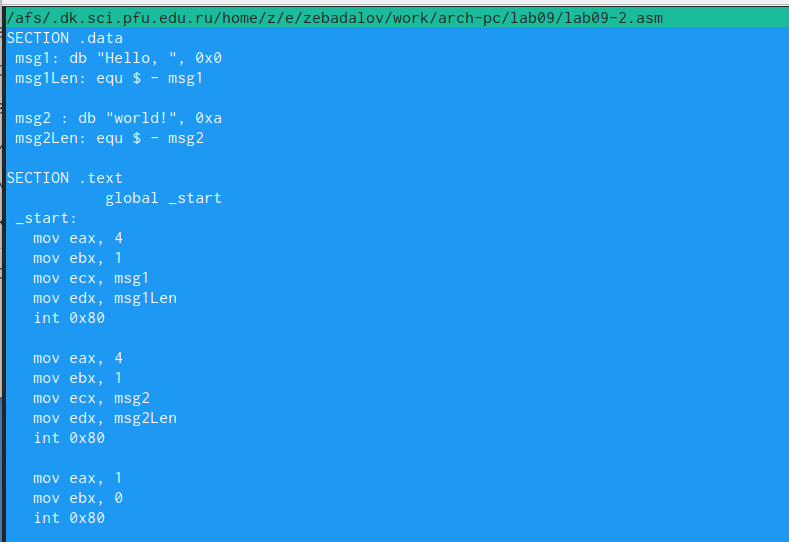 /afs/.dk.sci.pfu.edu.ru/home/z/e/zebadalov/work/arch-pc/lab09/lab09-2.asm
SECTION .data
msg1: db "Hello, ", 0x0
msg1Len: equ $ - msg1
msg2 : db "world!", 0xa
msg2Len: equ $ - msg2
SECTION .text
global _start
_start:
mov eax, 4
mov ebx, 1
mov ecx, msg1
mov edx, msg1Len
int 0x80
mov eax, 4
mov ebx, 1
mov ecx, msg2
mov edx, msg2Len
int 0x80
mov eax, 1
mov ebx, 0
int 0x80